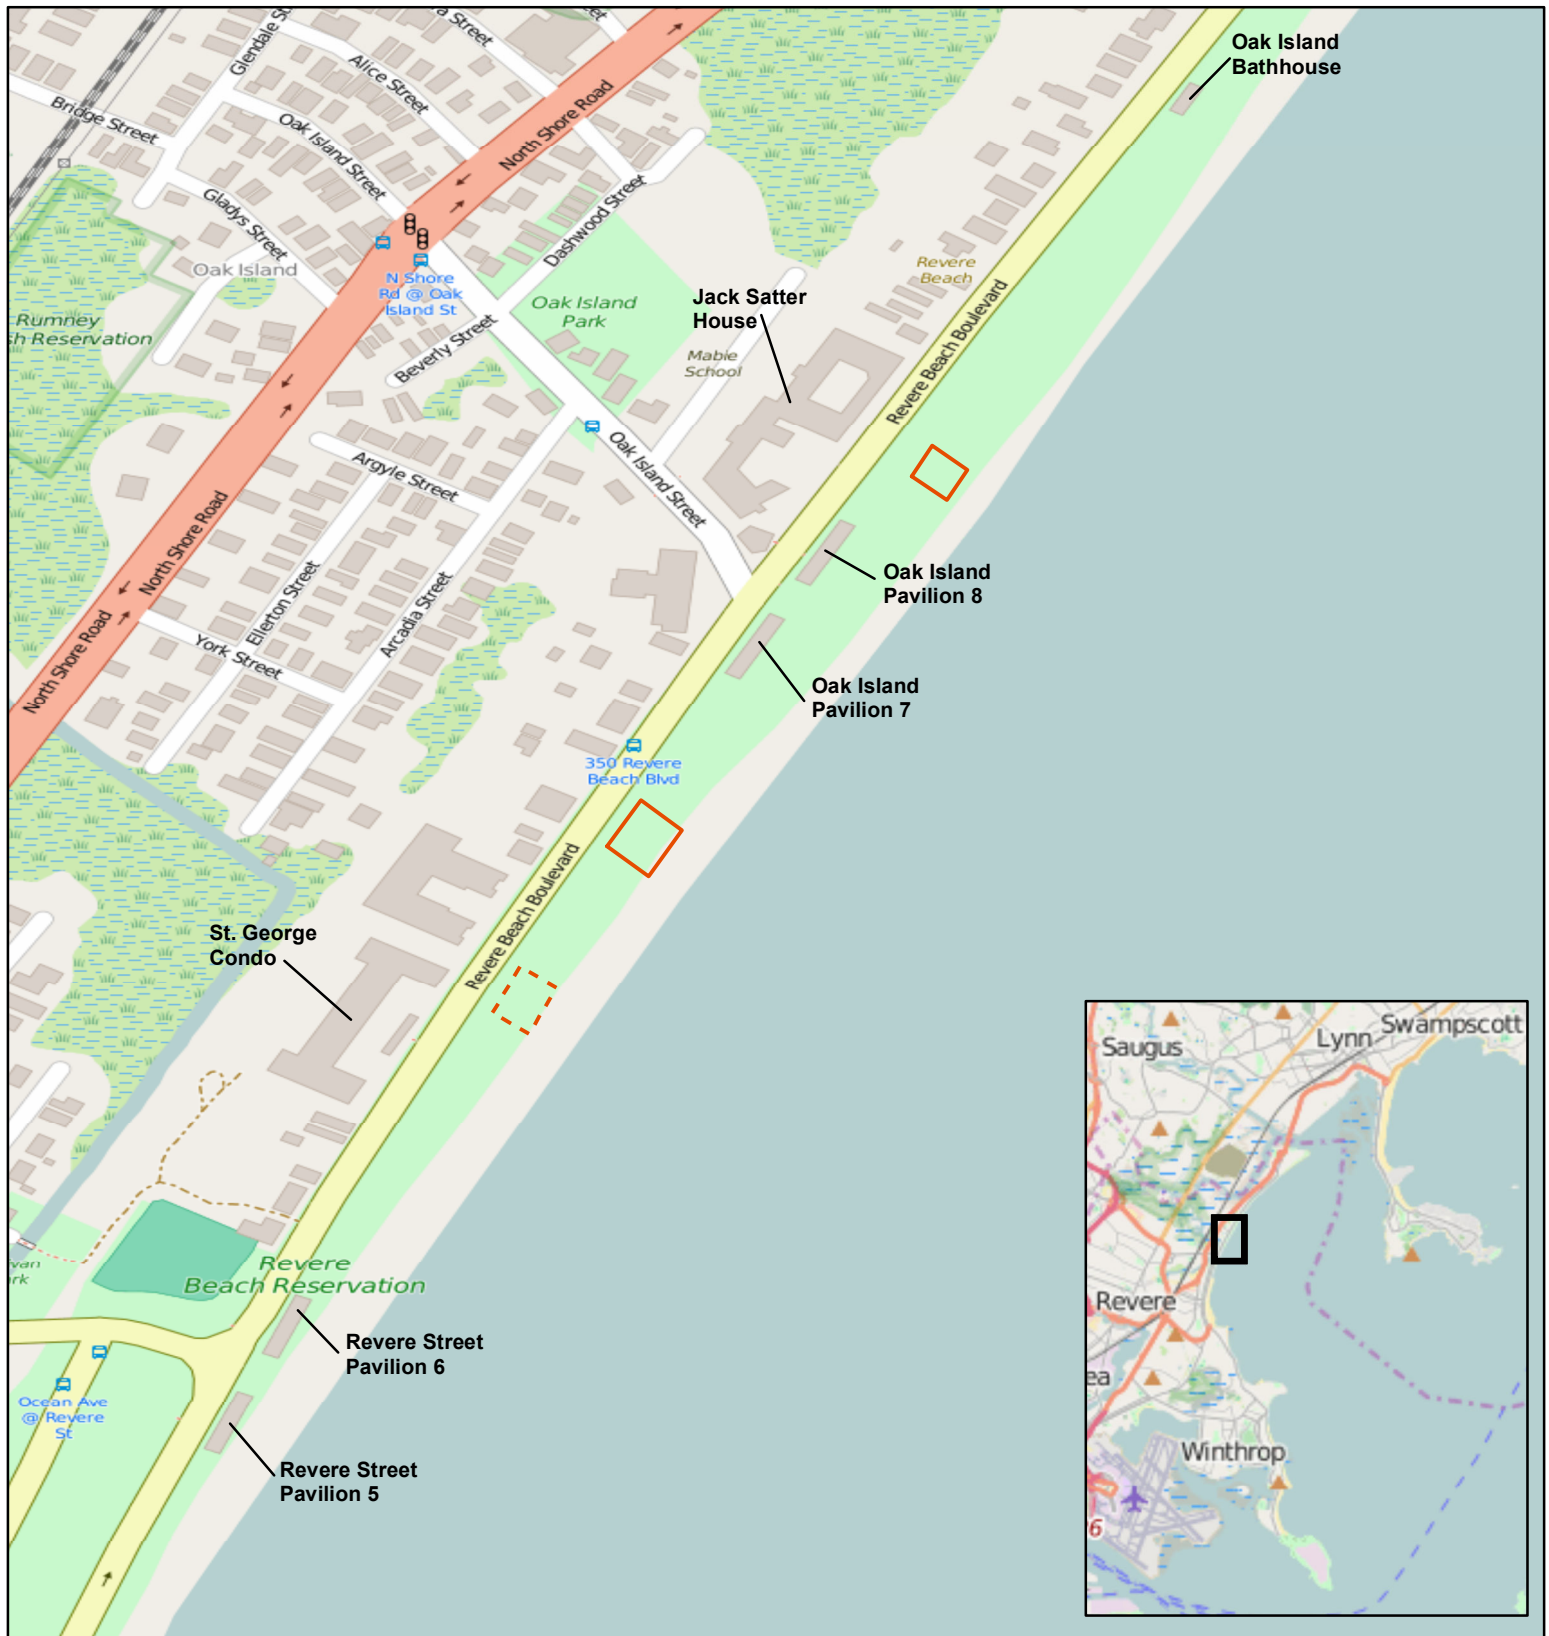 Oak Island
Bathhouse
Glendale
Alice Street
Bridge Street
Oak Island Street
North Shore Road
Gladys Street
Dashwood Street
Oak Island
N Shore
Rd @ Oak
Island St
Oak Island
Park
Jack Satter
House
Revere
Beach
Rumney
sh Reservation
Beverly Street
Mabie
School
Revere Beach Boulevard
Argyle Street
Oak Island Street
North Shore Road
Ellerton Street
Arcadia Street
Oak Island
Pavilion 8
York Street
North Shore Road
Oak Island
Pavilion 7
350 Revere
Beach Blvd
Revere Beach Boulevard
St. George
Condo
Revere
Beach Reservation
Revere Street
Pavilion 6
Ocean Ave
@ Revere
St
Revere Street
Pavilion 5
Saugus
Lynn
Swampscott
Revere
ea
Winthrop
6